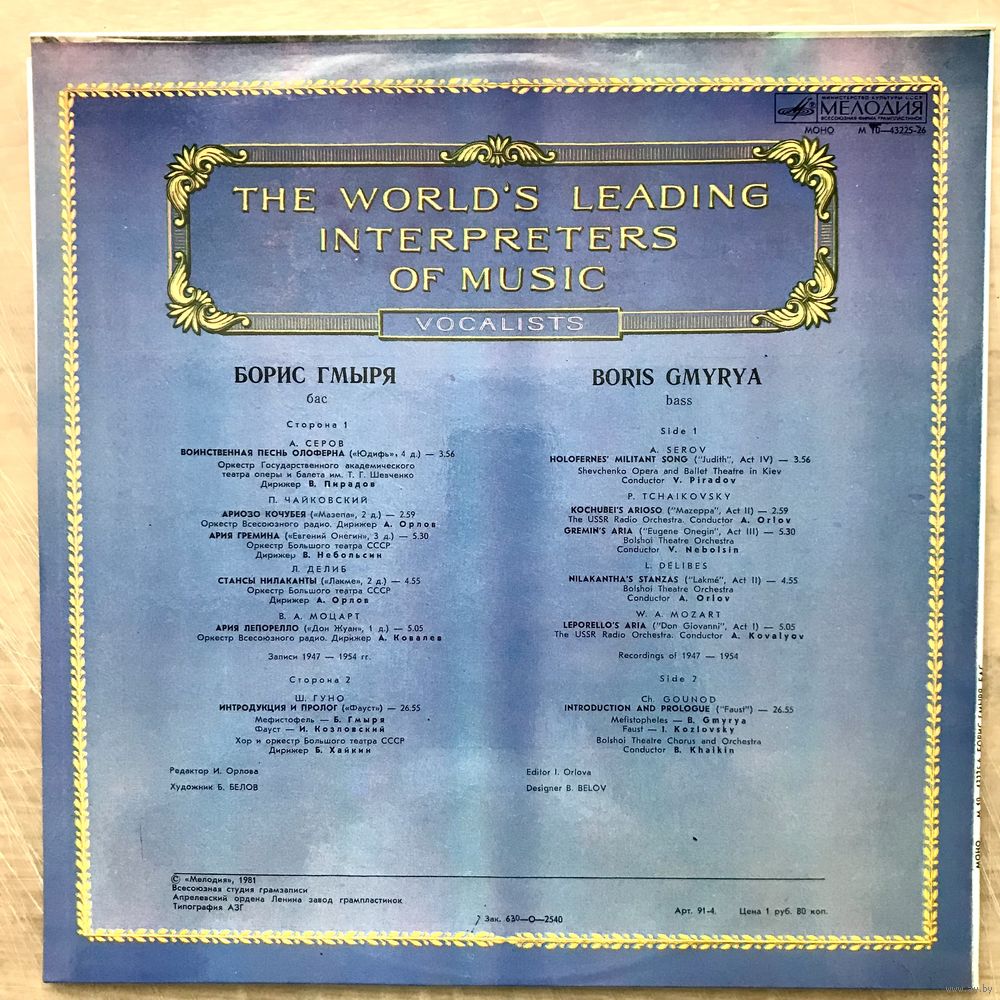 МИНИСТЕРСТВО КУЛЬТУРЫ СССР
МЕЛОДИЯ
ВСЕСОЮЗНАЯ ФИРМА ГРАМПЛАСТИНОК
МОНО М 10—43225-26
THE WORLD'S LEADING
INTERPRETERS
OF MUSIC
VOCALISTS
БОРИС ГМЫРЯ
бас
Сторона 1
А. СЕРОВ
ВОИНСТВЕННАЯ ПЕСНЬ ОЛОФЕРНА («Юдифь», 4 д.) — 3.56
Оркестр Государственного академического
театра оперы и балета им. Т. Г. Шевченко
Дирижер В. Пирадов
П. ЧАЙКОВСКИЙ
АРИОЗО КОЧУБЕЯ («Мазепа», 2 д.) — 2.59
Оркестр Всесоюзного радио. Дирижер А. Орлов
АРИЯ ГРЕМИНА («Евгений Онегин», 3 д.) — 5.30
Оркестр Большого театра СССР
Дирижер В. Небольсин
Л. ДЕЛИБ
СТАНСЫ НИЛАКАНТЫ («Лакме», 2 д.) — 4.55
Оркестр Большого театра СССР
Дирижер А. Орлов
В. А. МОЦАРТ
АРИЯ ЛЕПОРЕЛЛО («Дон Жуан», 1 д.) — 5.05
Оркестр Всесоюзного радио. Дирижер А. Ковалев
Записи 1947 — 1954 гг.
Сторона 2
Ш. ГУНО
ИНТРОДУКЦИЯ И ПРОЛОГ («Фауст») — 26.55
Мефистофель — Б. Гмыря
Фауст — И. Козловский
Хор и оркестр Большого театра СССР
Дирижер Б. Хайкин
Редактор И. Орлова
Художник Б. БЕЛОВ
BORIS GMYRYA
bass
Side 1
A. SEROV
HOLOFERNES' MILITANT SONG ("Judith", Act IV) — 3.56
Shevchenko Opera and Ballet Theatre in Kiev
Conductor V. Piradov
P. TCHAIKOVSKY
KOCHUBEI'S ARIOSO ("Mazeppa", Act II) — 2.59
The USSR Radio Orchestra. Conductor A. Orlov
GREMIN'S ARIA ("Eugene Onegin", Act III) — 5.30
Bolshoi Theatre Orchestra
Conductor V. Nebolsin
L. DELIBES
NILAKANTHA'S STANZAS ("Lakmé", Act II) — 4.55
Bolshoi Theatre Orchestra
Conductor A. Orlov
W. A. MOZART
LEPORELLO'S ARIA ("Don Giovanni", Act I) — 5.05
The USSR Radio Orchestra. Conductor A. Kovalyov
Recordings of 1947 — 1954
Side 2
Ch. GOUNOD
INTRODUCTION AND PROLOGUE ("Faust") — 26.55
Mefistopheles — B. Gmyrya
Faust — I. Kozlovsky
Bolshoi Theatre Chorus and Orchestra
Conductor B. Khaikin
Editor I. Orlova
Designer B. BELOV
© «Мелодия», 1981
Всесоюзная студия грамзаписи
Апрелевский ордена Ленина завод грампластинок
Типография АЗГ
Зак. 630—О—2540
Арт. 91-4. Цена 1 руб. 80 коп.
МОНО